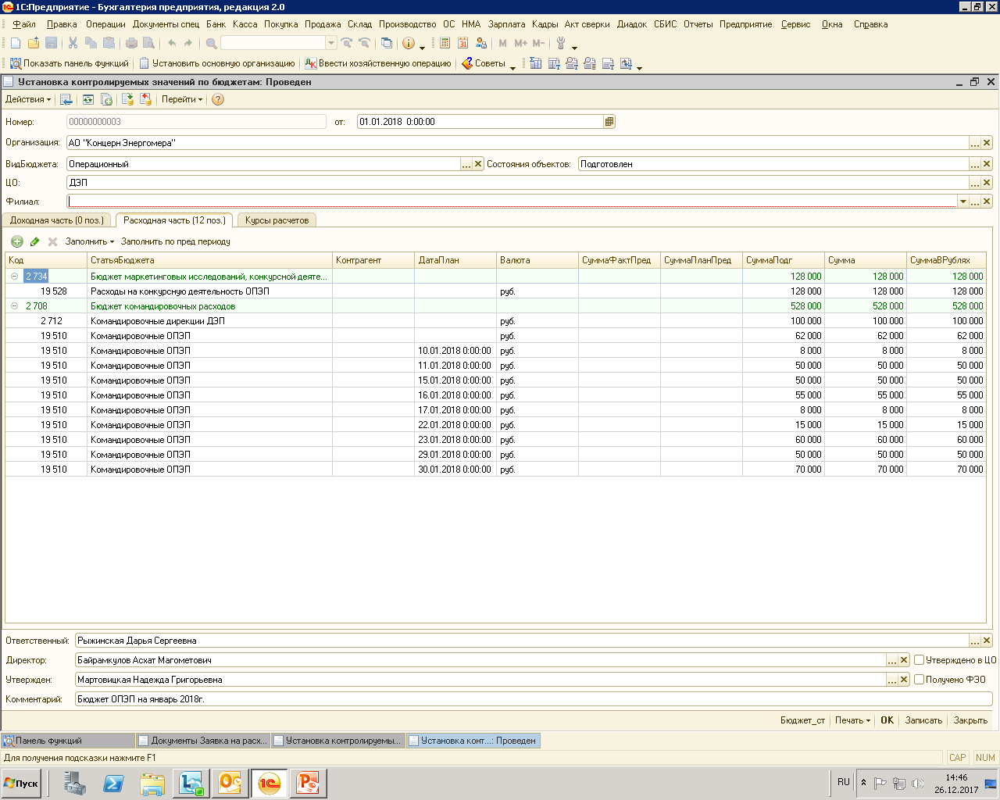 1С:Предприятие - Бухгалтерия предприятия, редакция 2.0
Файл Правка Операции Документы спец Банк Касса Покупка Продажа Склад Производство ОС НМА Зарплата Кадры Акт сверки Диадок СБИС Отчеты Предприятие Сервис Окна Справка
M M+ M-
Показать панель функций Установить основную организацию Ввести хозяйственную операцию Советы
Установка контролируемых значений по бюджетам: Проведен
Действия Перейти
Номер: 00000000003 от: 01.01.2018 0:00:00
Организация: АО "Концерн Энергомера"
ВидБюджета: Операционный Состояния объектов: Подготовлен
ЦО: ДЭП
Филиал:
Доходная часть (0 поз.) Расходная часть (12 поз.) Курсы расчетов
Заполнить Заполнить по пред периоду
Код СтатьяБюджета Контрагент ДатаПлан Валюта СуммаФактПред СуммаПланПред СуммаПодг Сумма СуммаВРублях
2 734 Бюджет маркетинговых исследований, конкурсной деяте... 128 000 128 000 128 000
19 528 Расходы на конкурсную деятельность ОПЭП руб. 128 000 128 000 128 000
2 708 Бюджет командировочных расходов 528 000 528 000 528 000
2 712 Командировочные дирекции ДЭП руб. 100 000 100 000 100 000
19 510 Командировочные ОПЭП руб. 62 000 62 000 62 000
19 510 Командировочные ОПЭП 10.01.2018 0:00:00 руб. 8 000 8 000 8 000
19 510 Командировочные ОПЭП 11.01.2018 0:00:00 руб. 50 000 50 000 50 000
19 510 Командировочные ОПЭП 15.01.2018 0:00:00 руб. 50 000 50 000 50 000
19 510 Командировочные ОПЭП 16.01.2018 0:00:00 руб. 55 000 55 000 55 000
19 510 Командировочные ОПЭП 17.01.2018 0:00:00 руб. 8 000 8 000 8 000
19 510 Командировочные ОПЭП 22.01.2018 0:00:00 руб. 15 000 15 000 15 000
19 510 Командировочные ОПЭП 23.01.2018 0:00:00 руб. 60 000 60 000 60 000
19 510 Командировочные ОПЭП 29.01.2018 0:00:00 руб. 50 000 50 000 50 000
19 510 Командировочные ОПЭП 30.01.2018 0:00:00 руб. 70 000 70 000 70 000
Ответственный: Рыжинская Дарья Сергеевна
Директор: Байрамкулов Асхат Магометович Утверждено в ЦО
Утвержден: Мартовицкая Надежда Григорьевна Получено ФЭО
Комментарий: Бюджет ОПЭП на январь 2018г.
Бюджет_ст Печать ОК Записать Закрыть
Панель функций Документы Заявка на расх... Установка контролируемы... Установка конт...: Проведен
Для получения подсказки нажмите F1 CAP NUM
Пуск RU 14:46
26.12.2017